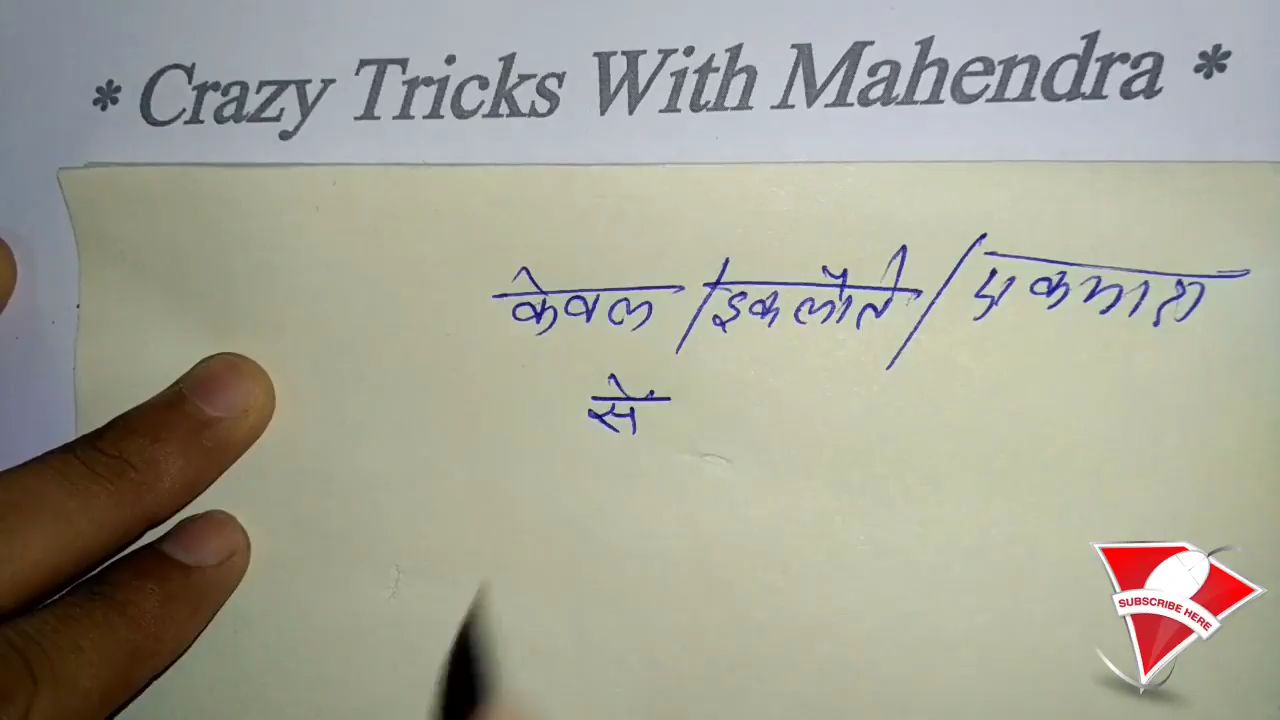 * Crazy Tricks With Mahendra *
केवल / इकलौते / एकमात्र
से
SUBSCRIBE HERE